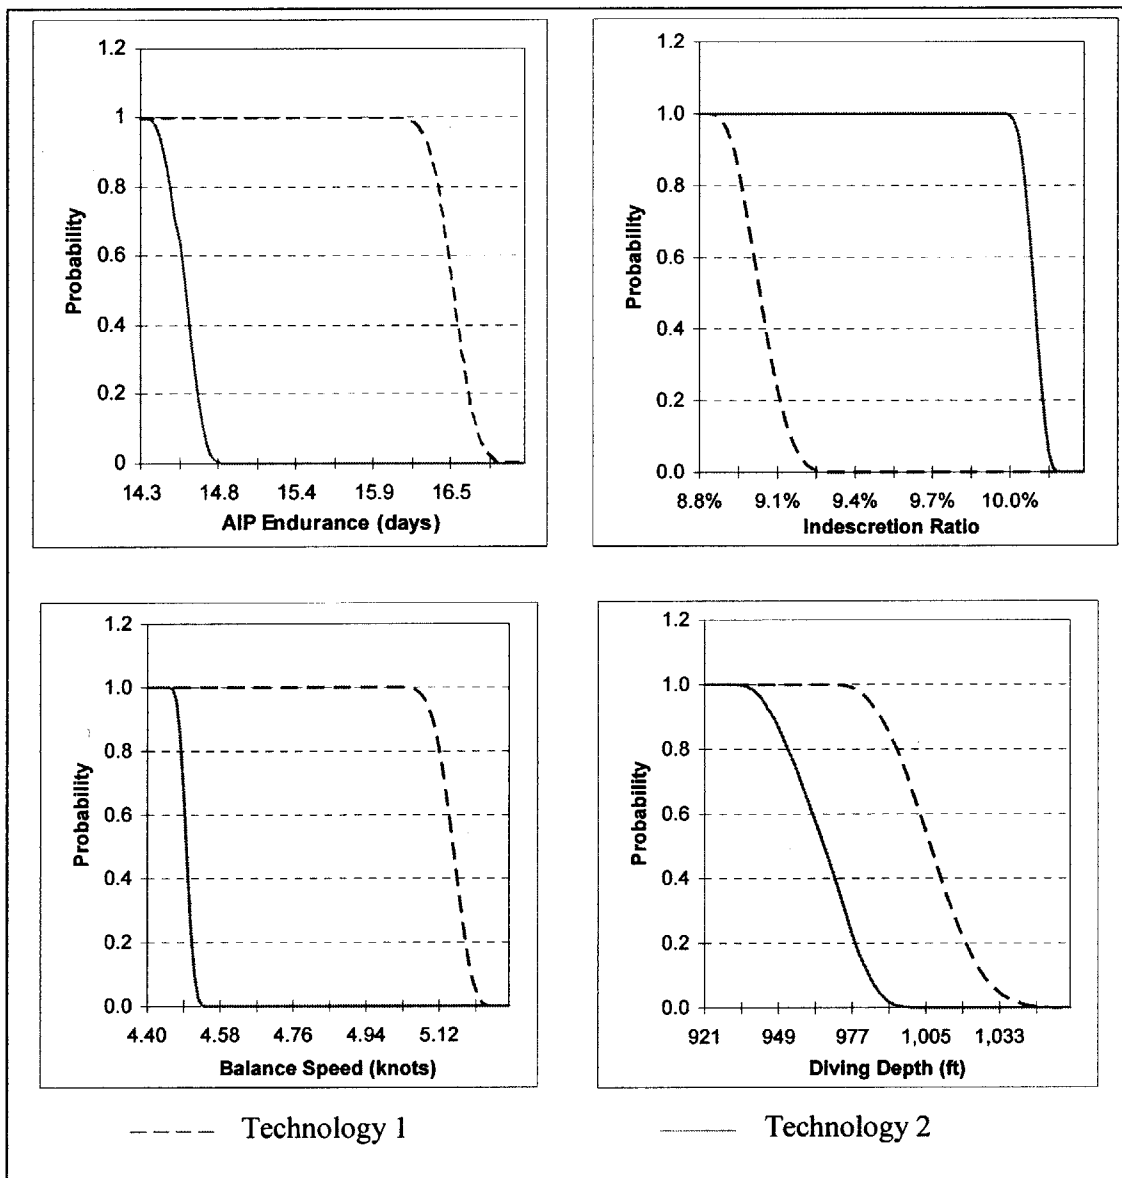 1.2
1
0.8
0.6
0.4
0.2
0
Probability
14.3 14.8 15.4 15.9 16.5
AIP Endurance (days)
1.2
1.0
0.8
0.6
0.4
0.2
0.0
Probability
8.8% 9.1% 9.4% 9.7% 10.0%
Indescretion Ratio
1.2
1.0
0.8
0.6
0.4
0.2
0.0
Probability
4.40 4.58 4.76 4.94 5.12
Balance Speed (knots)
1.2
1.0
0.8
0.6
0.4
0.2
0.0
Probability
921 949 977 1,005 1,033
Diving Depth (ft)
Technology 1
Technology 2